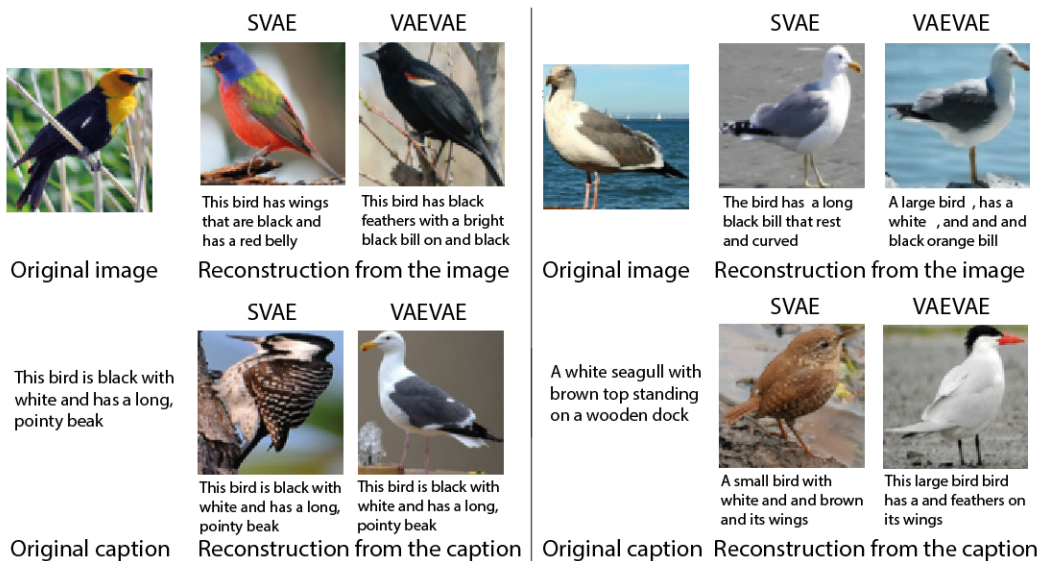 SVAE VAEVAE
This bird has wings
that are black and
has a red belly
This bird has black
feathers with a bright
black bill on and black
Original image Reconstruction from the image
SVAE VAEVAE
This bird is black with
white and has a long,
pointy beak
This bird is black with
white and has a long,
pointy beak
This bird is black with
white and has a long,
pointy beak
Original caption Reconstruction from the caption
SVAE VAEVAE
The bird has a long
black bill that rest
and curved
A large bird , has a
white , and and and
black orange bill
Original image Reconstruction from the image
SVAE VAEVAE
A white seagull with
brown top standing
on a wooden dock
A small bird with
white and and brown
and its wings
This large bird bird
has a and feathers on
its wings
Original caption Reconstruction from the caption